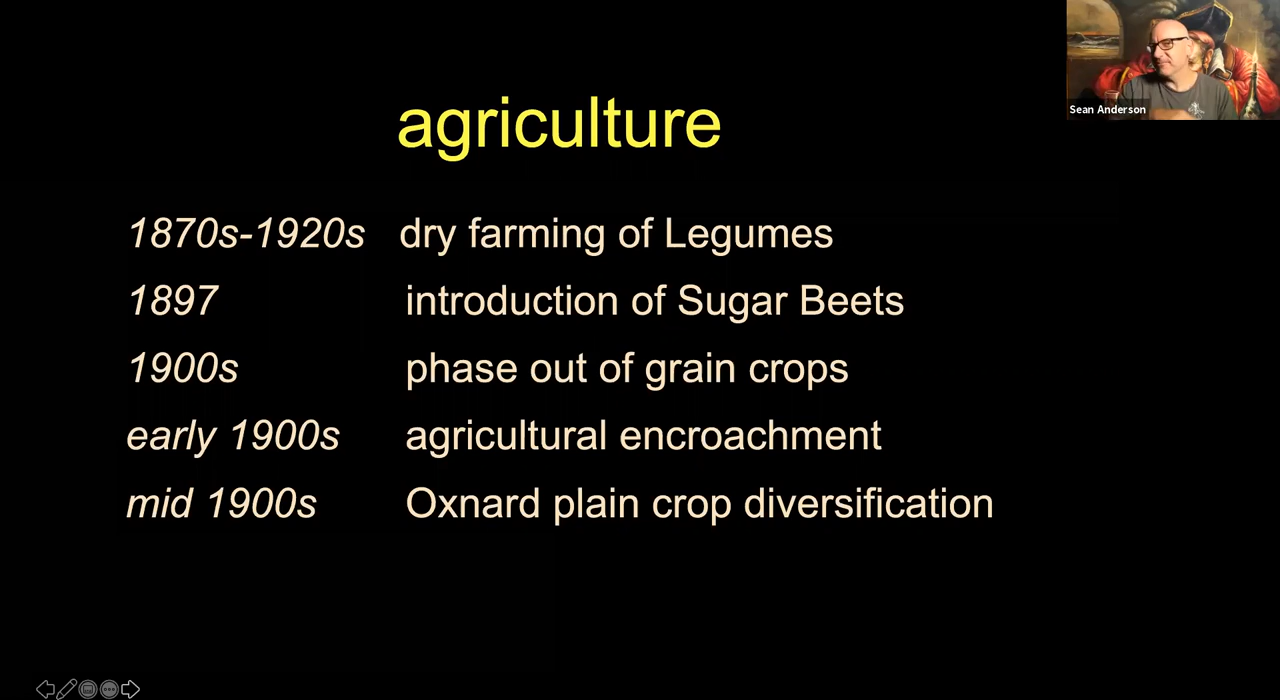 agriculture
Sean Anderson
1870s-1920s dry farming of Legumes
1897 introduction of Sugar Beets
1900s phase out of grain crops
early 1900s agricultural encroachment
mid 1900s Oxnard plain crop diversification